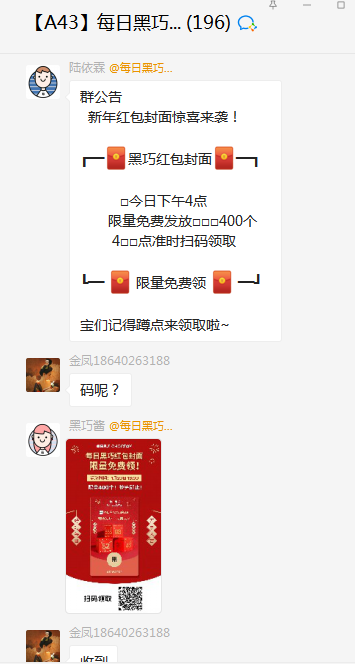 【A43】每日黑巧... (196)
陆依霖 @每日黑巧...
群公告
新年红包封面惊喜来袭！
黑巧红包封面
□今日下午4点
限量免费发放□□□400个
4□□点准时扫码领取
限量免费领
宝们记得蹲点来领取啦~
金凤18640263188
码呢？
黑巧酱 @每日黑巧...
每日黑巧红包封面
限量免费领!
扫码领取
金凤18640263188
收到